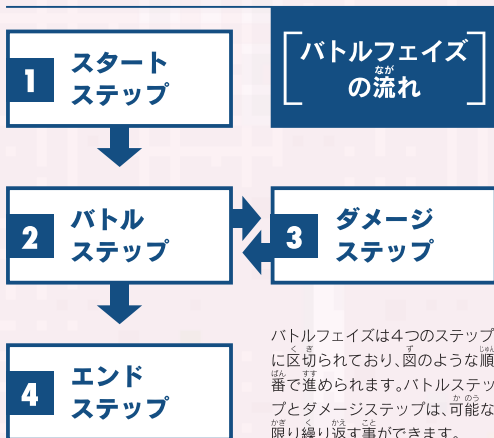 バトルフェイズ
の流れ
なが
1
スタート
ステップ
2
バトル
ステップ
3
ダメージ
ステップ
4
エンド
ステップ
バトルフェイズは4つのステップ
に区切られており、図のような順
番で進められます。バトルステッ
プとダメージステップは、可能な
限り繰り返す事ができます。